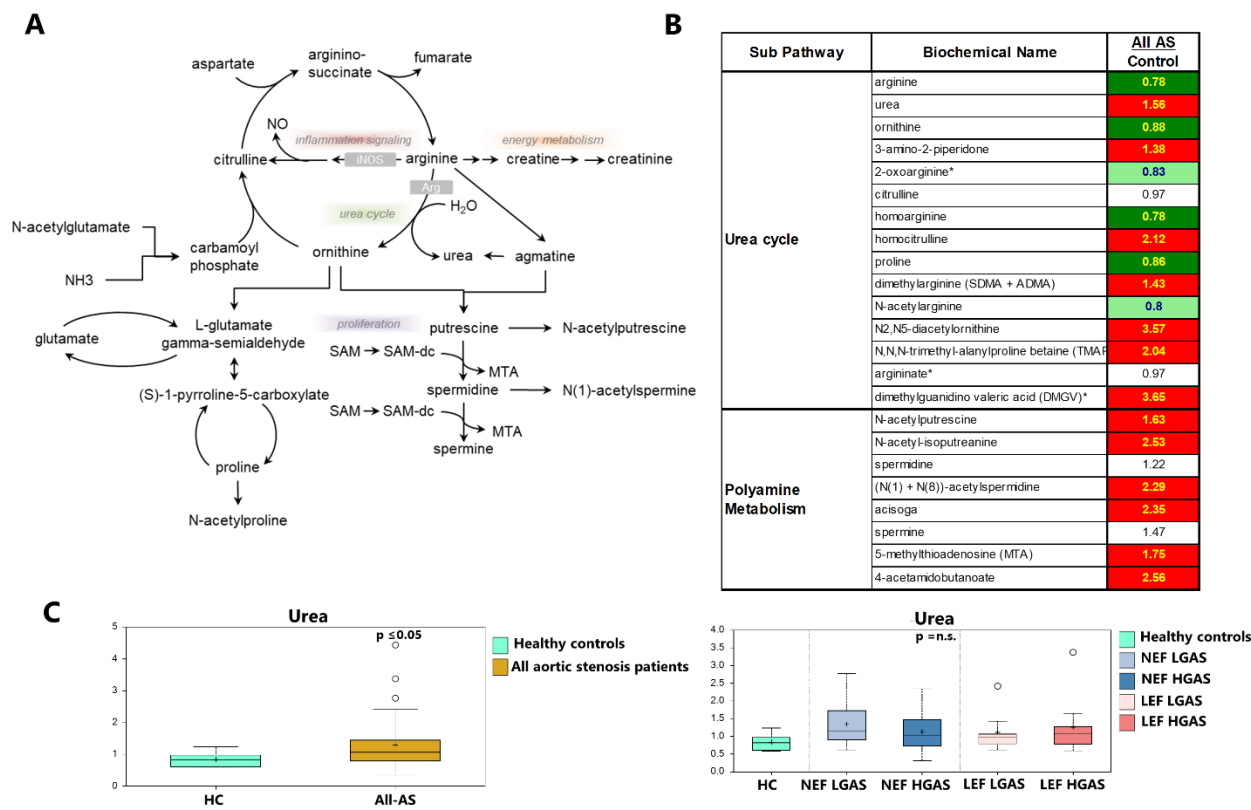 A
aspartate
arginino-
succinate
fumarate
NO
inflammation signaling
energy metabolism
citrulline
iNOS
arginine
creatine
creatinine
Arg
urea cycle
H2O
N-acetylglutamate
carbamoyl
phosphate
NH3
ornithine
urea
agmatine
glutamate
L-glutamate
gamma-semialdehyde
proliferation
putrescine
N-acetylputrescine
SAM
SAM-dc
MTA
(S)-1-pyrroline-5-carboxylate
spermidine
N(1)-acetylspermine
SAM
SAM-dc
MTA
spermine
proline
N-acetylproline
B
Sub Pathway Biochemical Name All AS
Control
Urea cycle
arginine 0.78
urea 1.56
ornithine 0.88
3-amino-2-piperidone 1.38
2-oxoarginine* 0.83
citrulline 0.97
homoarginine 0.78
homocitrulline 2.12
proline 0.86
dimethylarginine (SDMA + ADMA) 1.43
N-acetylarginine 0.8
N2,N5-diacetylornithine 3.57
N,N,N-trimethyl-alanylproline betaine (TMAP 2.04
argininate* 0.97
dimethylguanidino valeric acid (DMGV)* 3.65
Polyamine
Metabolism
N-acetylputrescine 1.63
N-acetyl-isoputreanine 2.53
spermidine 1.22
(N(1) + N(8))-acetylspermidine 2.29
acisoga 2.35
spermine 1.47
5-methylthioadenosine (MTA) 1.75
4-acetamidobutanoate 2.56
C
Urea
p ≤0.05
5
4
3
2
1
0
HC
All-AS
Healthy controls
All aortic stenosis patients
Urea
p =n.s.
4.0
3.5
3.0
2.5
2.0
1.5
1.0
0.5
0.0
HC
NEF LGAS
NEF HGAS
LEF LGAS
LEF HGAS
Healthy controls
NEF LGAS
NEF HGAS
LEF LGAS
LEF HGAS